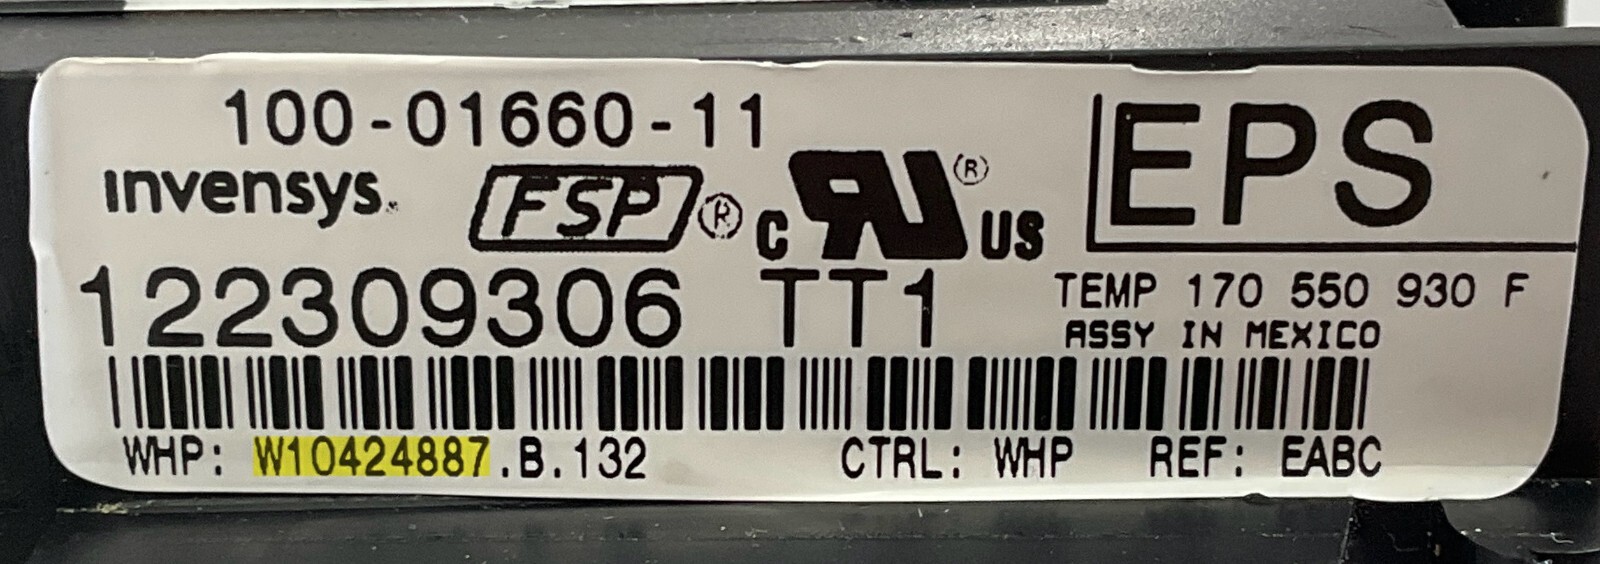 100-01660-11
EPS
invensys. FSP® c RU® US
122309306 TT1
TEMP 170 550 930 F
ASSY IN MEXICO
WHP: W10424887.B.132 CTRL: WHP REF: EABC